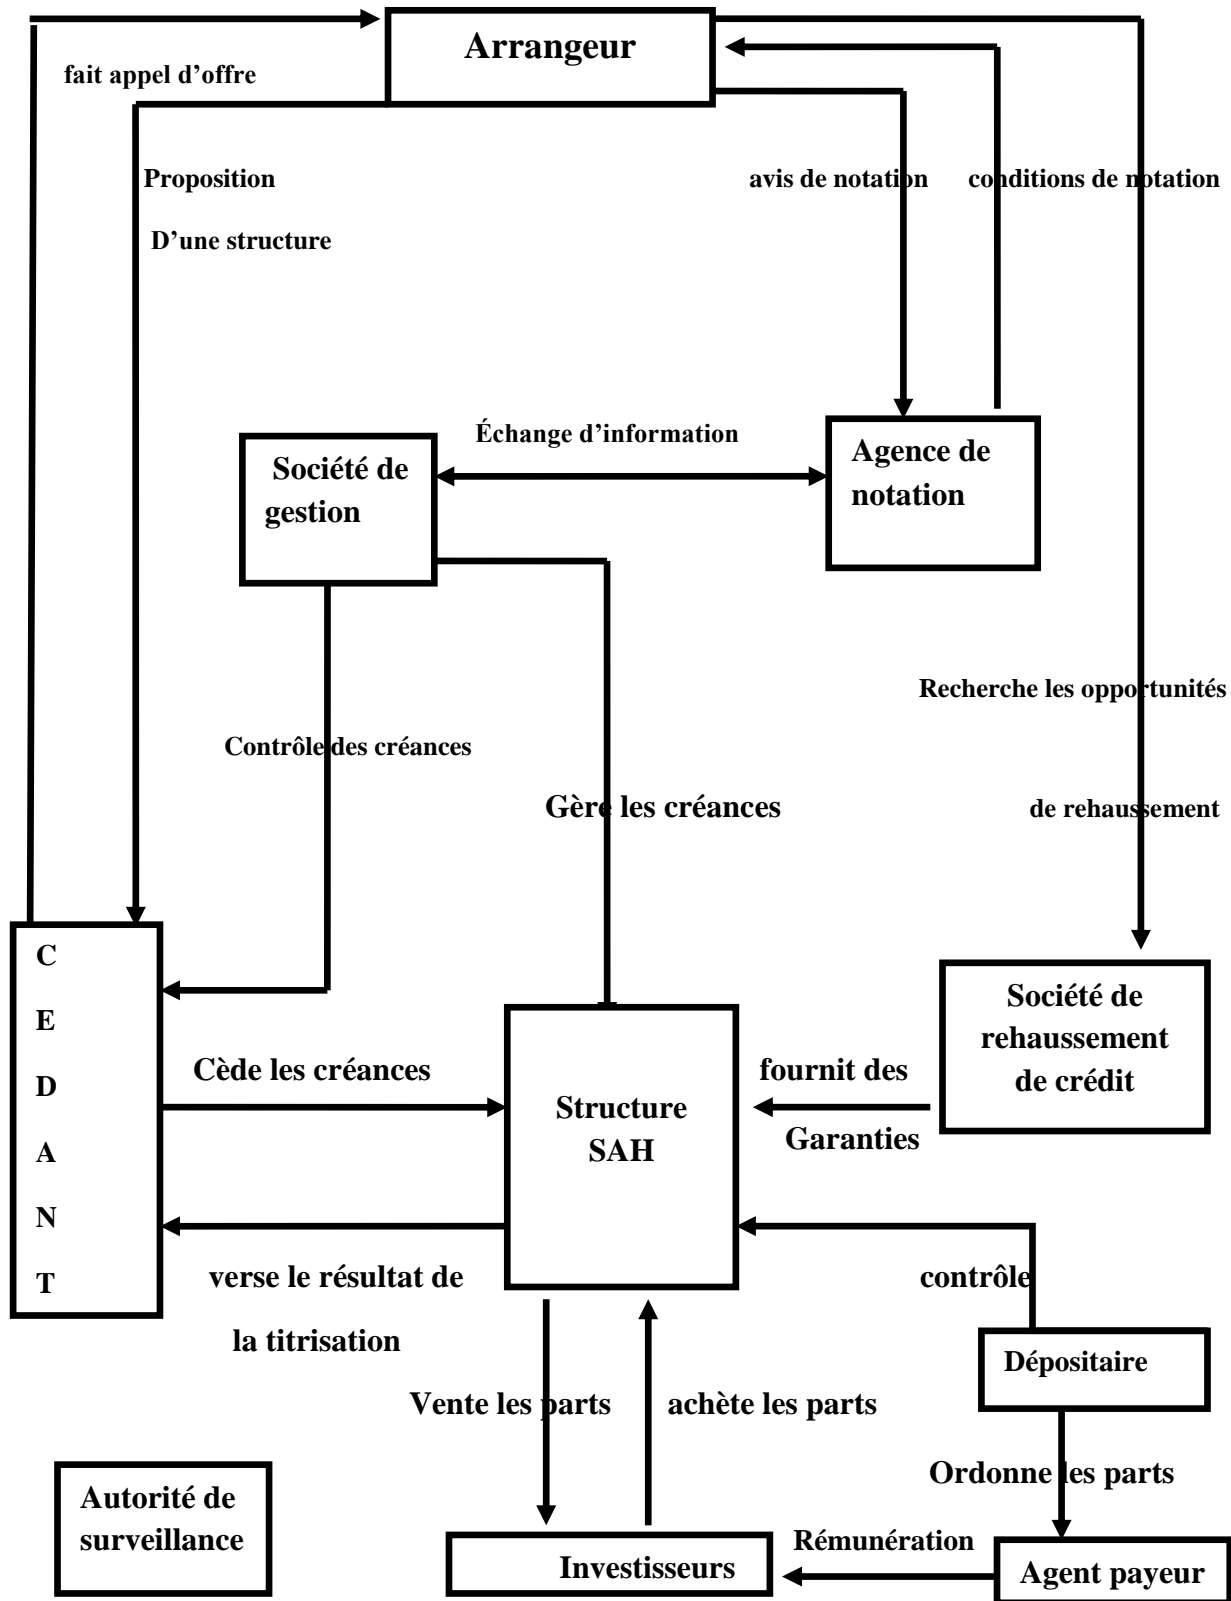 Arrangeur
fait appel d’offre
Proposition
avis de notation
conditions de notation
D’une structure
Échange d’information
Société de
gestion
Agence de
notation
Recherche les opportunités
Contrôle des créances
Gère les créances
de rehaussement
C
E
D
A
N
T
Société de
rehaussement
de crédit
Cède les créances
fournit des
Structure
SAH
Garanties
verse le résultat de
la titrisation
contrôle
Dépositaire
Vente les parts
achète les parts
Ordonne les parts
Autorité de
surveillance
Rémunération
Investisseurs
Agent payeur